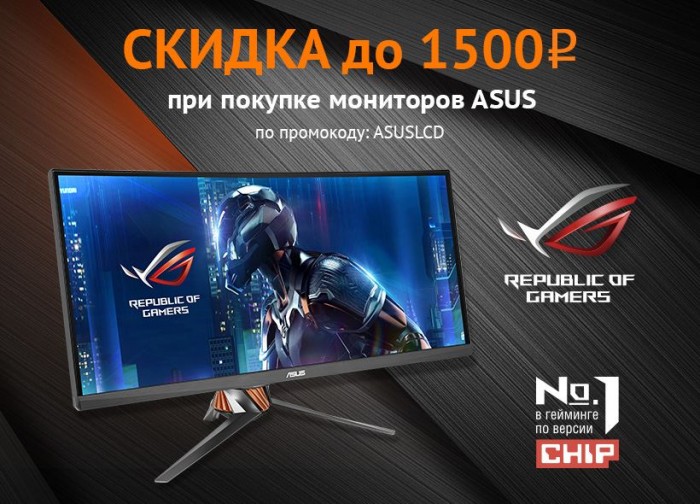 СКИДКА до 1500₽
при покупке мониторов ASUS
по промокоду: ASUSLCD
REPUBLIC OF
GAMERS
ASUS
REPUBLIC OF
GAMERS
No.1
в гейминге
по версии
CHIP